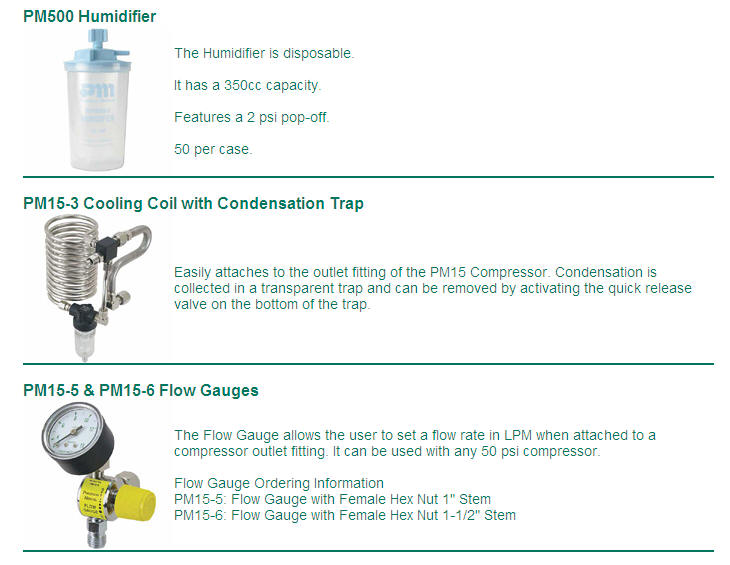 PM500 Humidifier
The Humidifier is disposable.
It has a 350cc capacity.
Features a 2 psi pop-off.
50 per case.
PM15-3 Cooling Coil with Condensation Trap
Easily attaches to the outlet fitting of the PM15 Compressor. Condensation is
collected in a transparent trap and can be removed by activating the quick release
valve on the bottom of the trap.
PM15-5 & PM15-6 Flow Gauges
The Flow Gauge allows the user to set a flow rate in LPM when attached to a
compressor outlet fitting. It can be used with any 50 psi compressor.
Flow Gauge Ordering Information
PM15-5: Flow Gauge with Female Hex Nut 1" Stem
PM15-6: Flow Gauge with Female Hex Nut 1-1/2" Stem